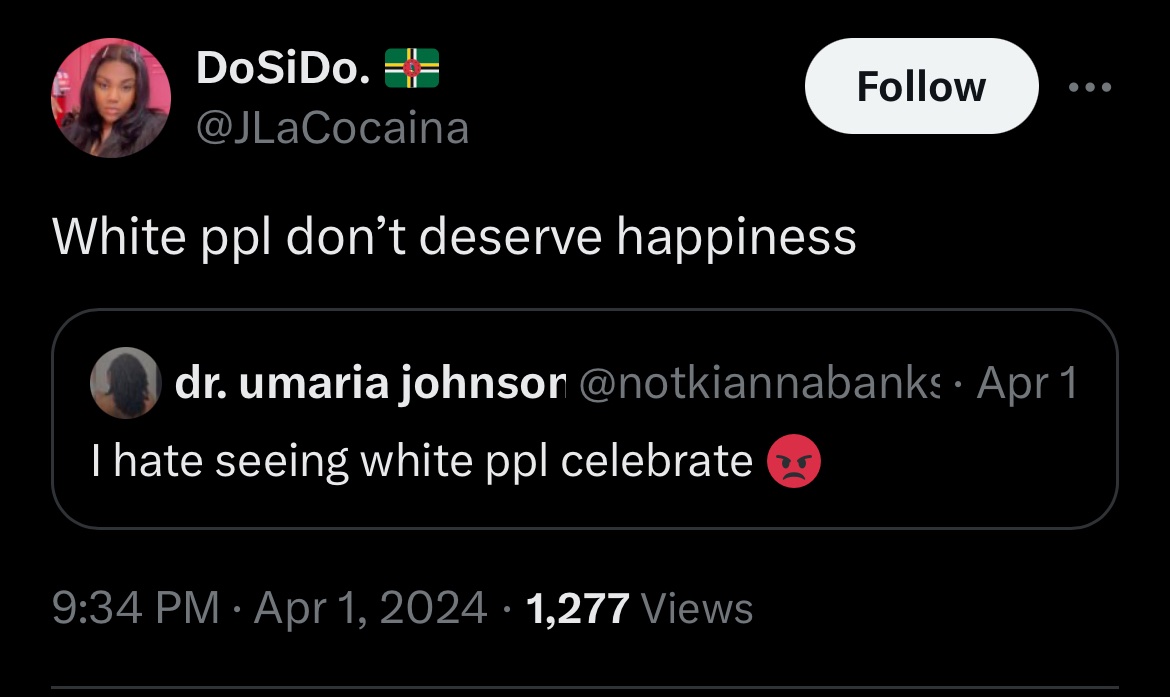 DoSiDo. 🇩🇲
Follow
@JLaCocaina
White ppl don’t deserve happiness
dr. umaria johnson @notkiannabanks · Apr 1
I hate seeing white ppl celebrate 😡
9:34 PM · Apr 1, 2024 · 1,277 Views